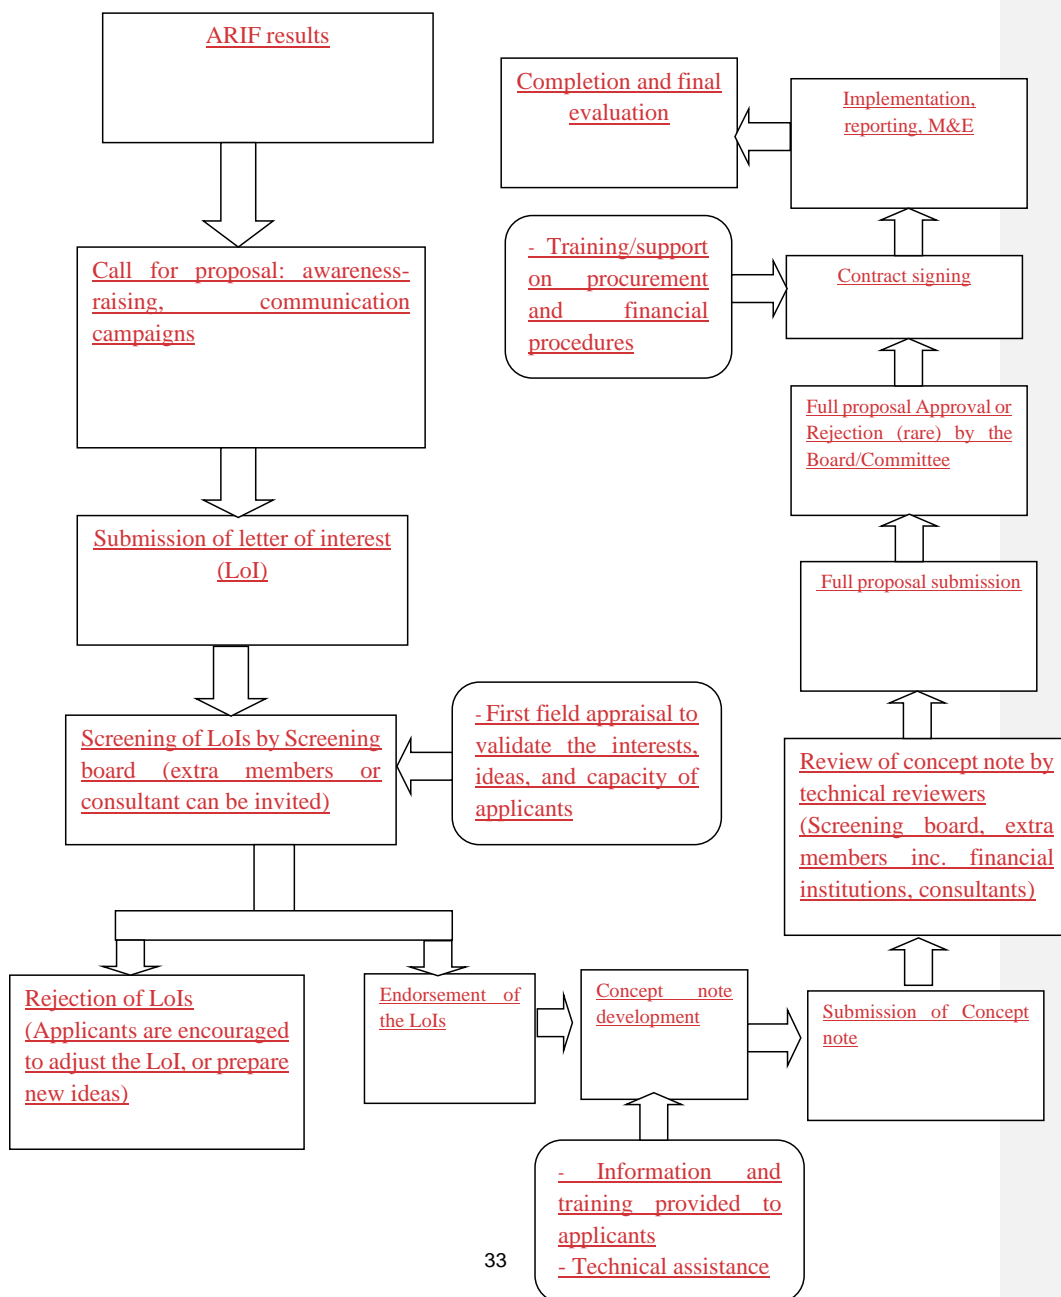 ARIF results
Call for proposal: awareness-
raising, communication
campaigns
Submission of letter of interest
(LoI)
Screening of LoIs by Screening
board (extra members or
consultant can be invited)
- First field appraisal to
validate the interests,
ideas, and capacity of
applicants
Rejection of LoIs
(Applicants are encouraged
to adjust the LoI, or prepare
new ideas)
Endorsement of
the LoIs
Concept note
development
- Information and
training provided to
applicants
- Technical assistance
Submission of Concept
note
Review of concept note by
technical reviewers
(Screening board, extra
members inc. financial
institutions, consultants)
Full proposal submission
Full proposal Approval or
Rejection (rare) by the
Board/Committee
- Training/support
on procurement
and financial
procedures
Contract signing
Implementation,
reporting, M&E
Completion and final
evaluation
33